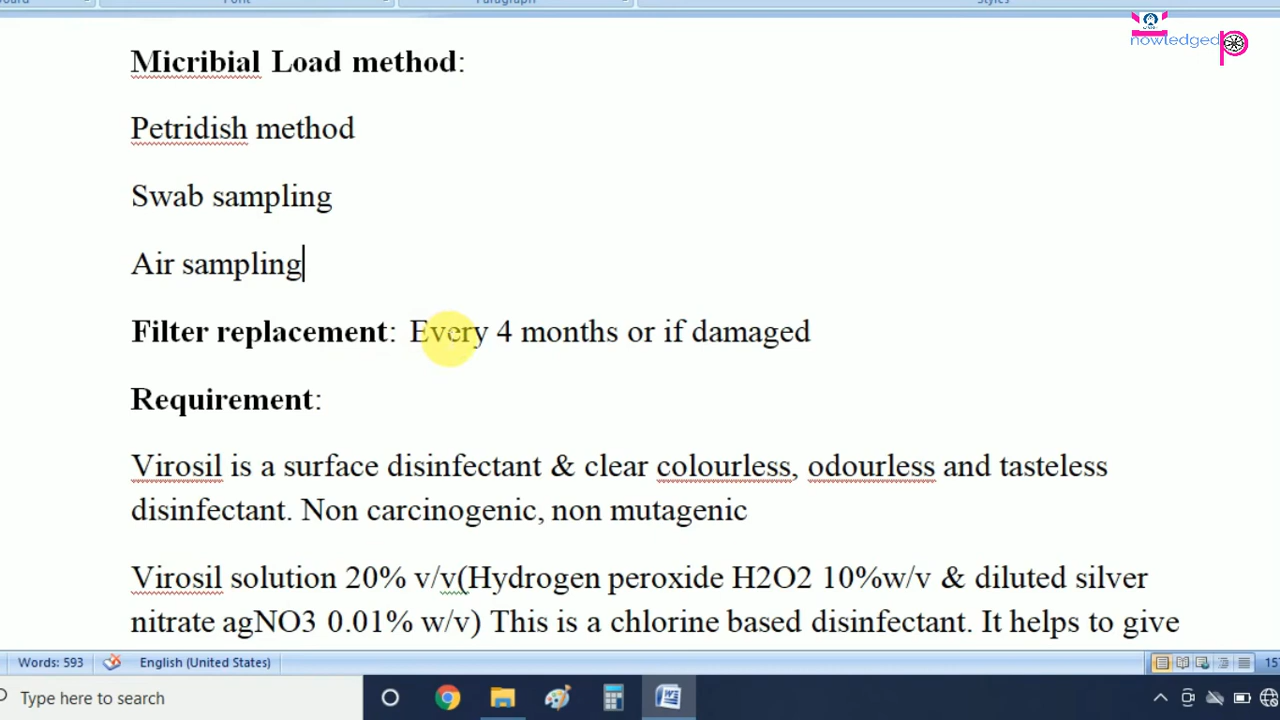 nowledged
Micribial Load method:
Petridish method
Swab sampling
Air sampling
Filter replacement: Every 4 months or if damaged
Requirement:
Virosil is a surface disinfectant & clear colourless, odourless and tasteless
disinfectant. Non carcinogenic, non mutagenic
Virosil solution 20% v/v(Hydrogen peroxide H2O2 10%w/v & diluted silver
nitrate agNO3 0.01% w/v) This is a chlorine based disinfectant. It helps to give
Words: 593 English (United States)
Type here to search